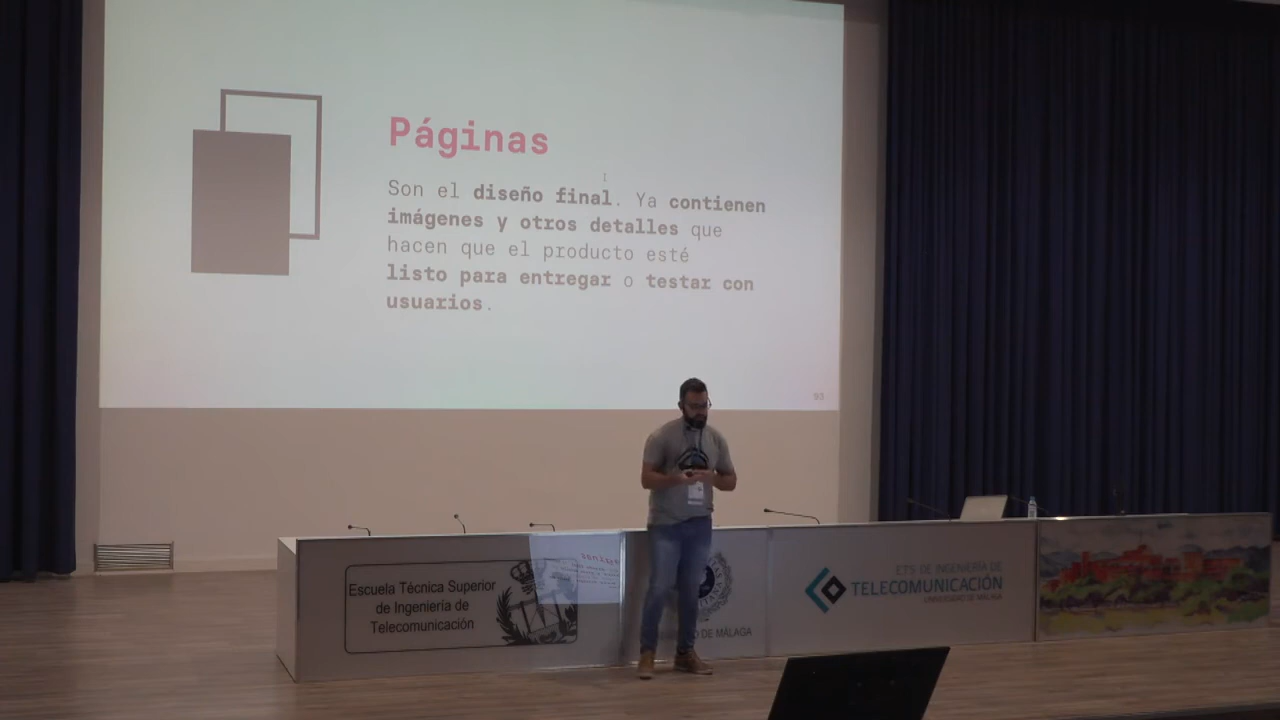 Páginas
Son el diseño final. Ya contienen
imágenes y otros detalles que
hacen que el producto esté
listo para entregar o testar con
usuarios.
93
Escuela Técnica Superior
de Ingeniería de
Telecomunicación
DE MÁLAGA
E.T.S DE INGENIERÍA DE
TELECOMUNICACIÓN
UNIVERSIDAD DE MÁLAGA